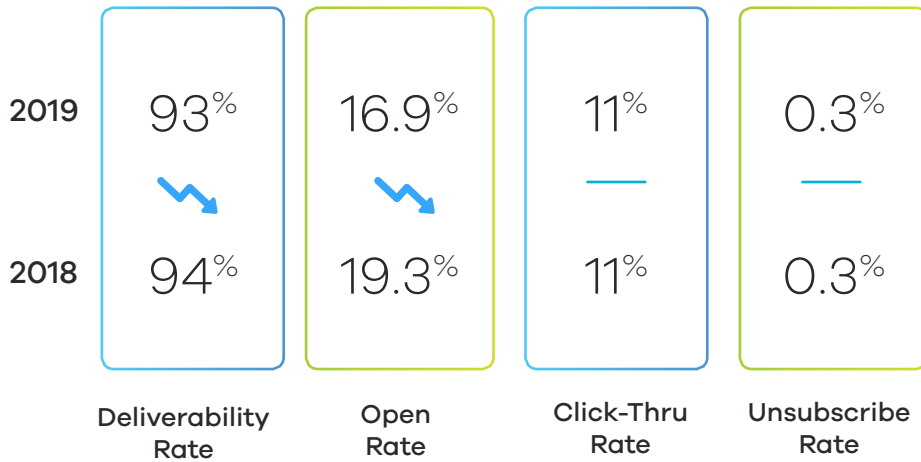 2019 93% 16.9% 11% 0.3%
2018 94% 19.3% 11% 0.3%
Deliverability Rate
Open Rate
Click-Thru Rate
Unsubscribe Rate